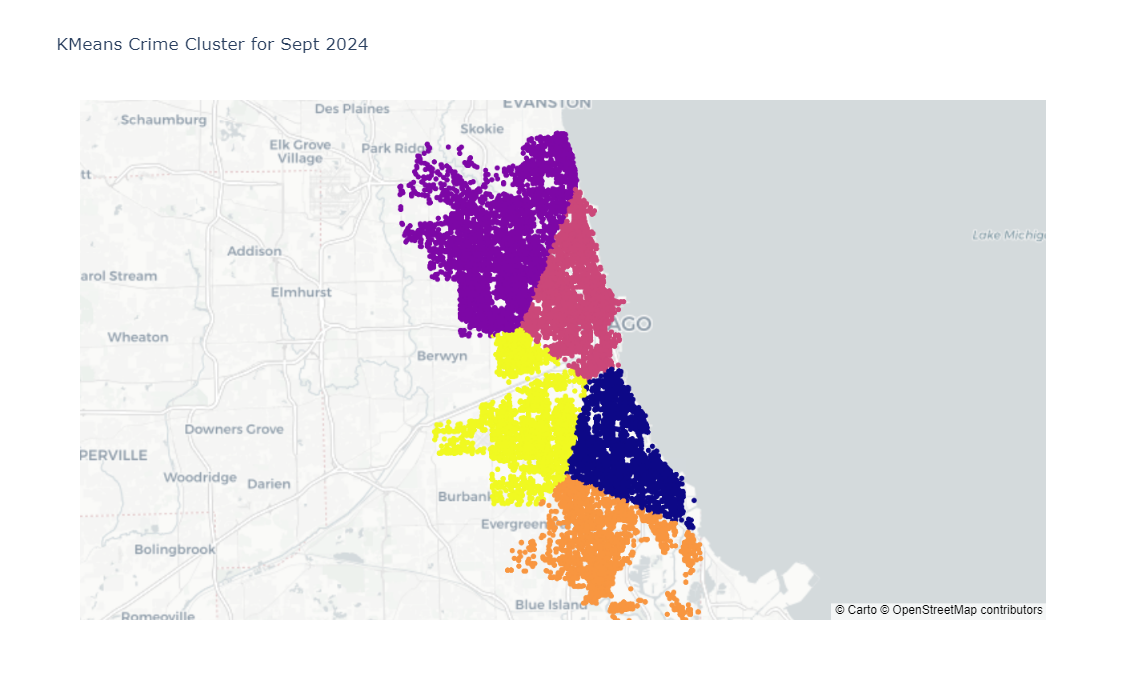 KMeans Crime Cluster for Sept 2024
EVANSTON
Des Plaines
Schaumburg
Skokie
Elk Grove
Village
Park Ridg
tt
Lake Michiga
Addison
arol Stream
Elmhurst
AGO
Wheaton
Berwyn
Downers Grove
PERVILLE
Woodridge
Darien
Burbank
Evergreen
Bolingbrook
Blue Island
Romeoville
© Carto © OpenStreetMap contributors